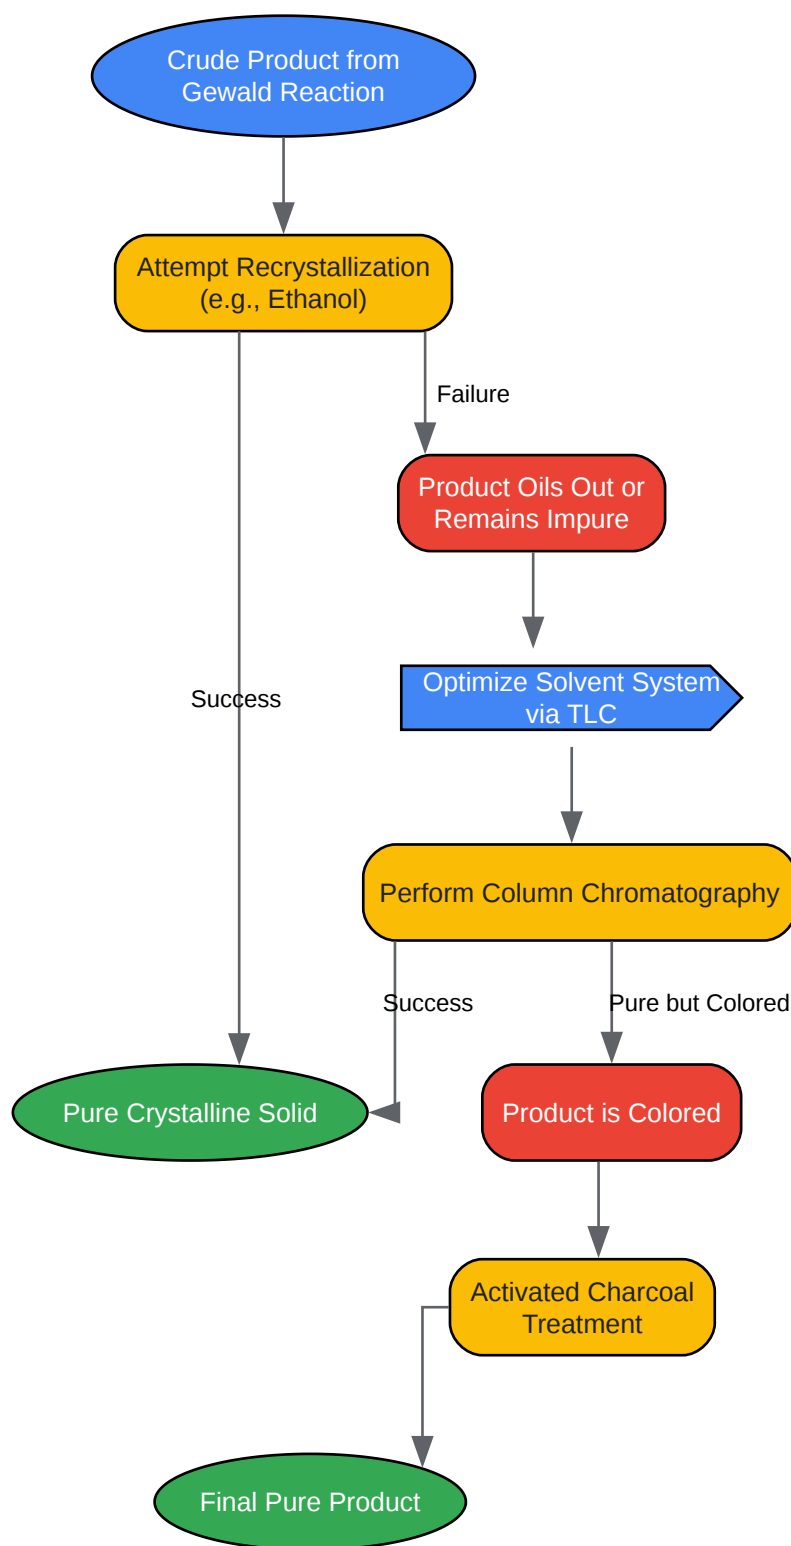 Crude Product from
Gewald Reaction
Attempt Recrystallization
(e.g., Ethanol)
Failure
Product Oils Out or
Remains Impure
Optimize Solvent System
via TLC
Success
Perform Column Chromatography
Success
Pure but Colored
Pure Crystalline Solid
Product is Colored
Activated Charcoal
Treatment
Final Pure Product